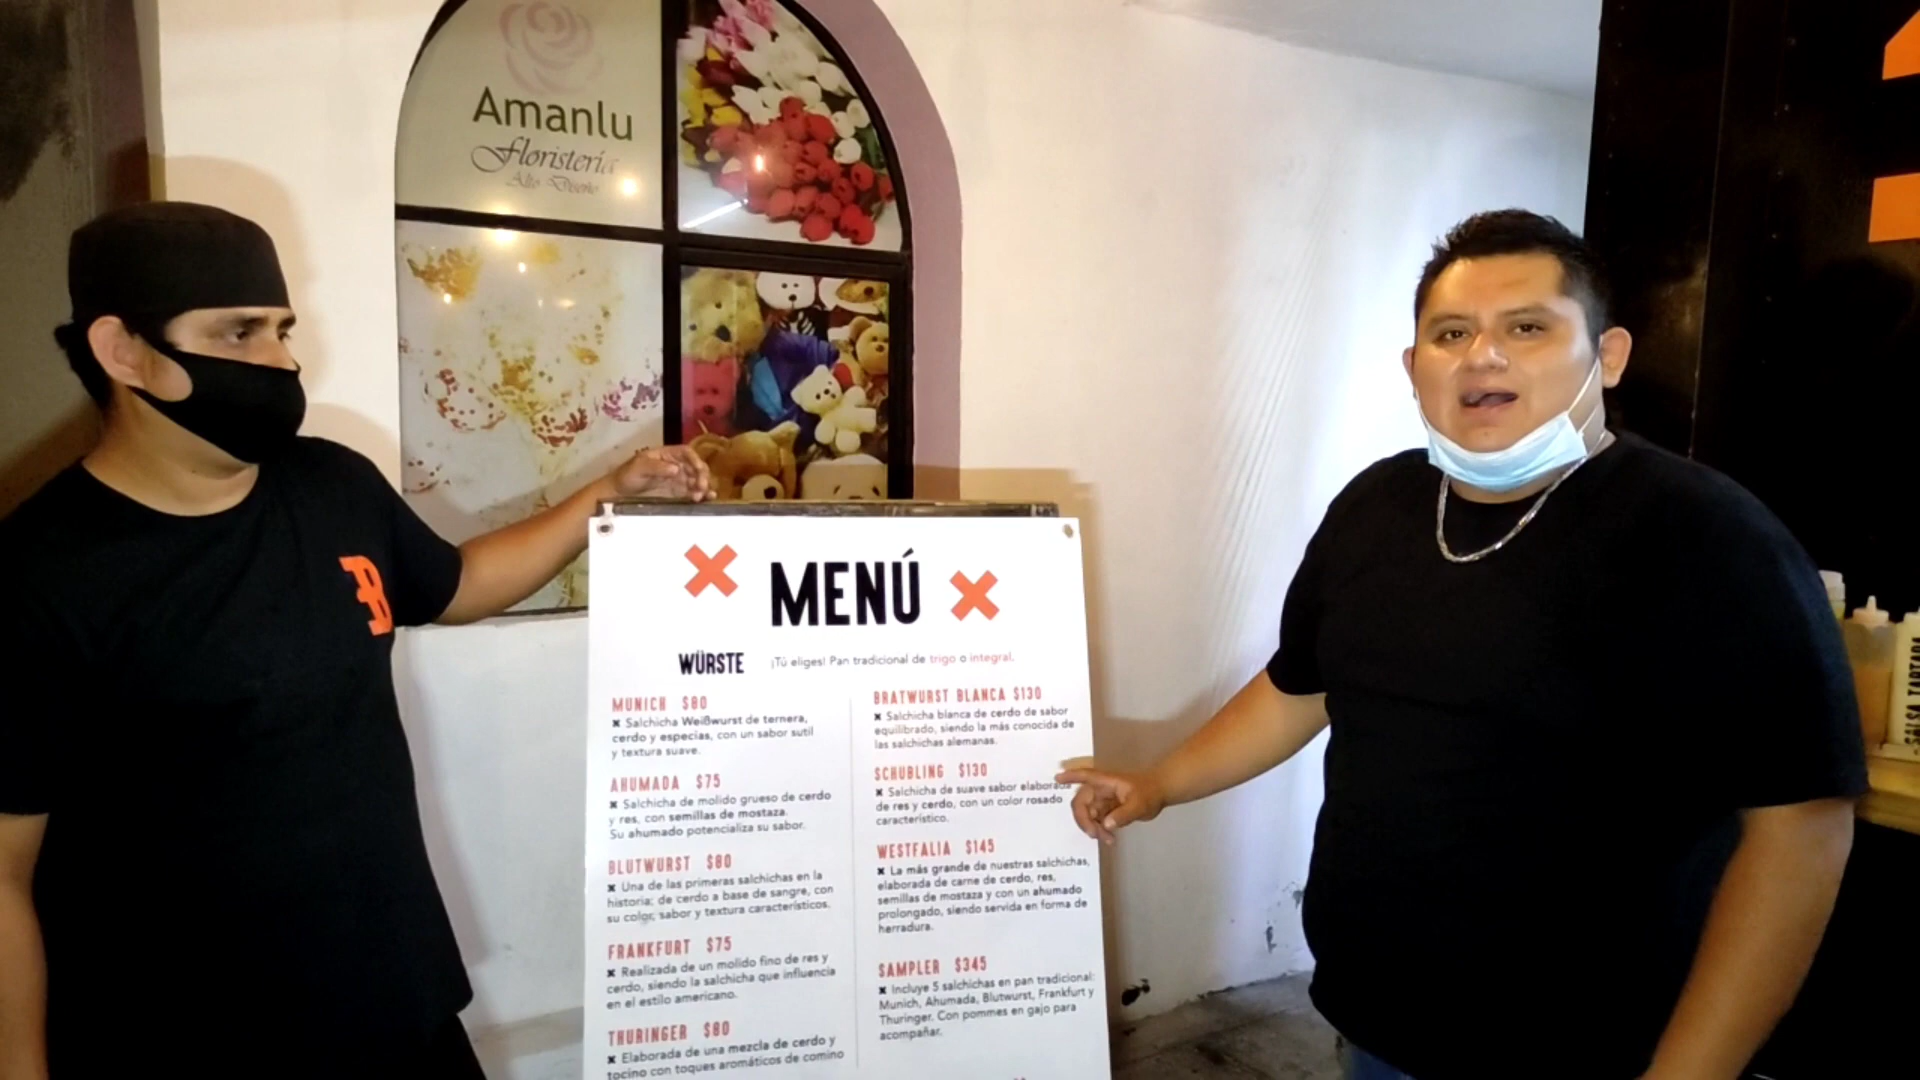 Amanlu
Floristería
Alto Diseño
B
MENÚ
WÜRSTE ¡Tú eliges! Pan tradicional de trigo o integral.
MUNICH $80
Salchicha Weißwurst de ternera,
cerdo y especias, con un sabor sutil
y textura suave.
AHUMADA $75
Salchicha de molido grueso de cerdo
y res, con semillas de mostaza.
Su ahumado potencializa su sabor.
BLUTWURST $80
Una de las primeras salchichas en la
historia; de cerdo a base de sangre, con
su color, sabor y textura característicos.
FRANKFURT $75
Realizada de un molido fino de res y
cerdo, siendo la salchicha que influencia
en el estilo americano.
THURINGER $80
Elaborada de una mezcla de cerdo y
tocino con toques aromáticos de comino
BRATWURST BLANCA $130
Salchicha blanca de cerdo de sabor
equilibrado, siendo la más conocida de
las salchichas alemanas.
SCHUBLING $130
Salchicha de suave sabor elaborada
de res y cerdo, con un color rosado
característico.
WESTFALIA $145
La más grande de nuestras salchichas,
elaborada de carne de cerdo, res,
semillas de mostaza y con un ahumado
prolongado, siendo servida en forma de
herradura.
SAMPLER $345
Incluye 5 salchichas en pan tradicional:
Munich, Ahumada, Blutwurst, Frankfurt y
Thuringer. Con pommes en gajo para
acompañar.
SALSA TARTARA